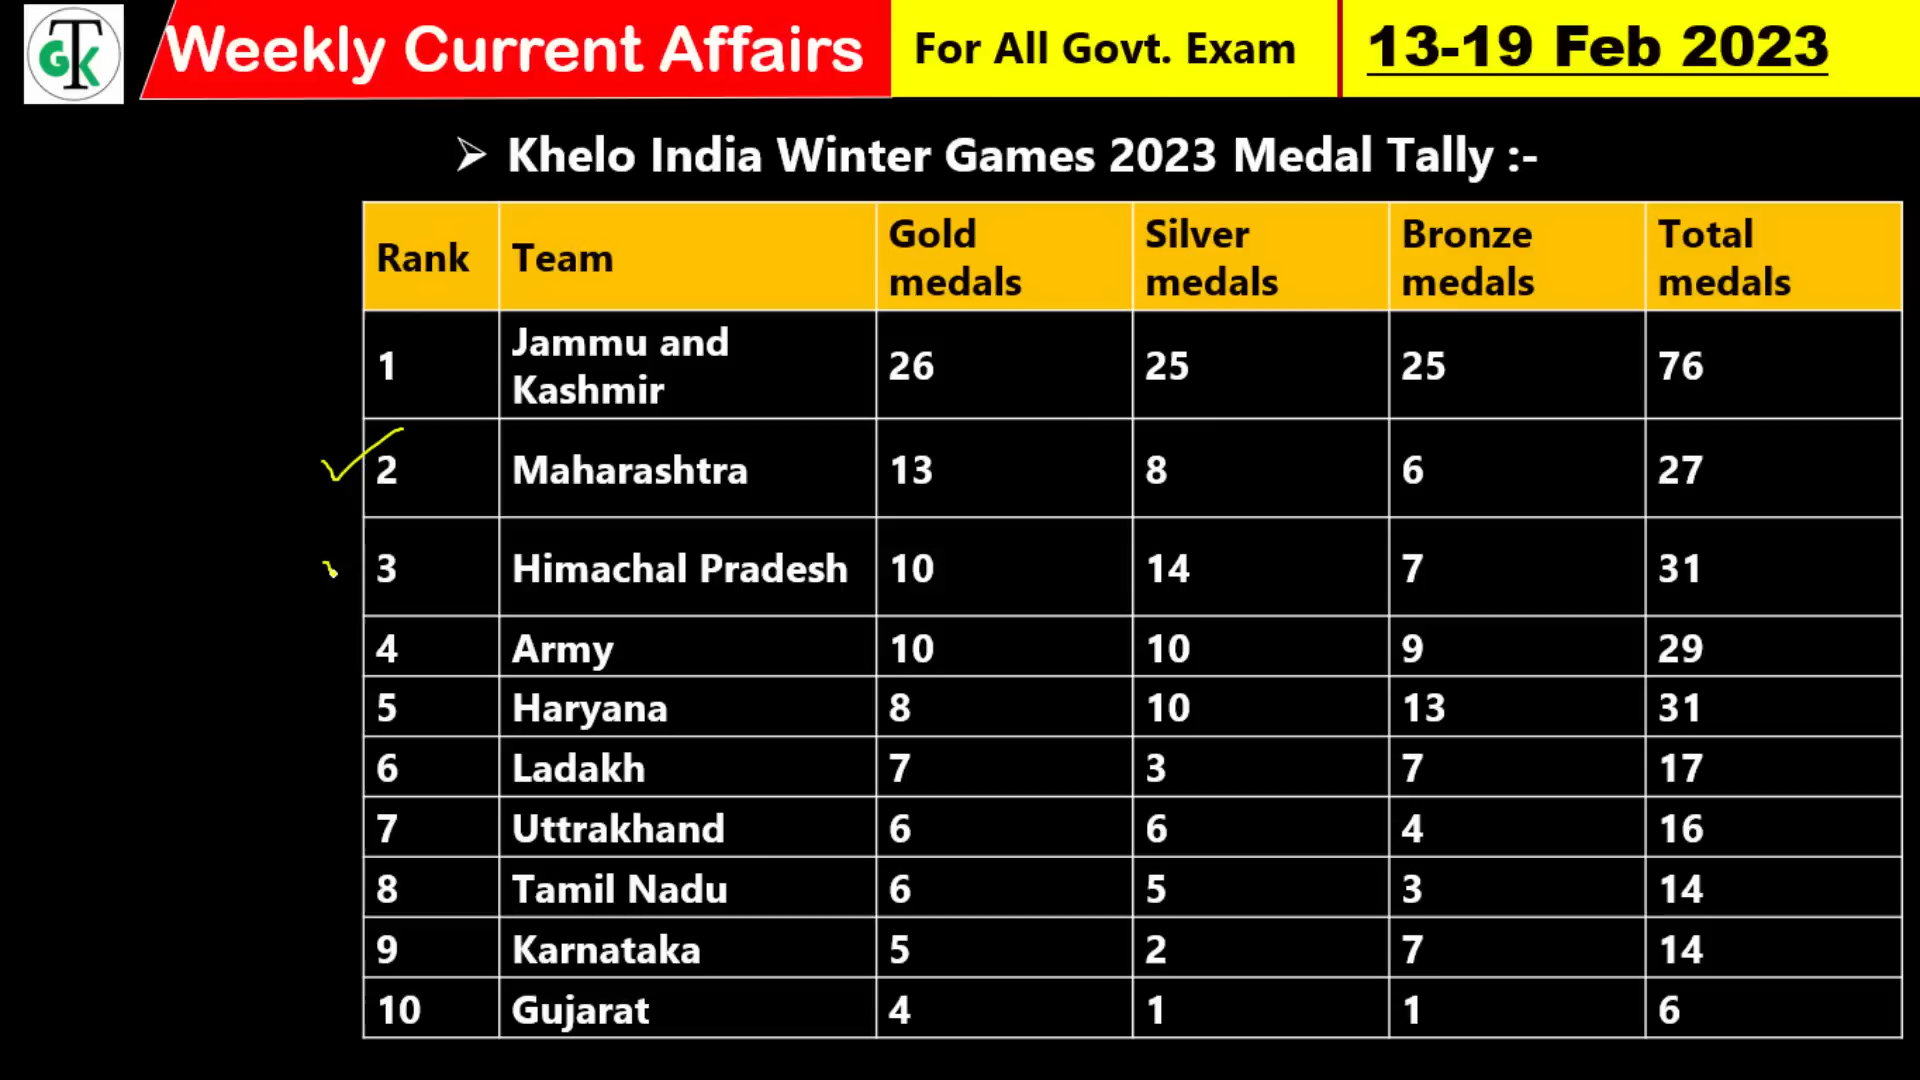 GTK
Weekly Current Affairs
For All Govt. Exam
13-19 Feb 2023
➢ Khelo India Winter Games 2023 Medal Tally :-
Rank Team Gold medals Silver medals Bronze medals Total medals
1 Jammu and Kashmir 26 25 25 76
2 Maharashtra 13 8 6 27
3 Himachal Pradesh 10 14 7 31
4 Army 10 10 9 29
5 Haryana 8 10 13 31
6 Ladakh 7 3 7 17
7 Uttrakhand 6 6 4 16
8 Tamil Nadu 6 5 3 14
9 Karnataka 5 2 7 14
10 Gujarat 4 1 1 6